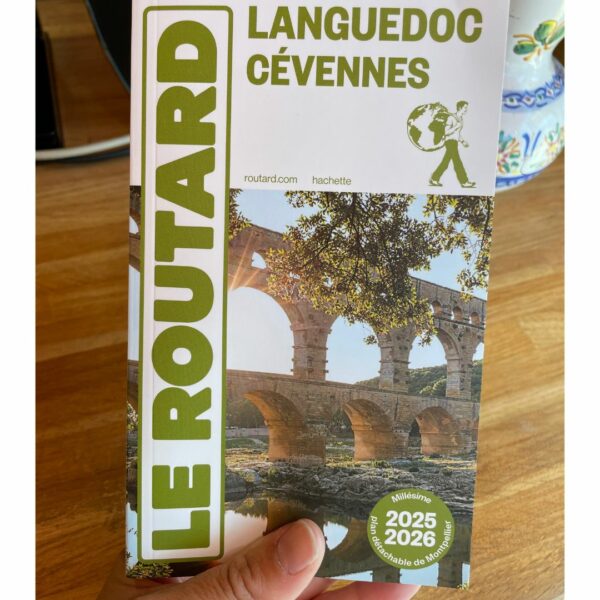 LE ROUTARD
LANGUEDOC
CÉVENNES
routard.com hachette
Millésime
2025
2026
plan détachable de Montpellier